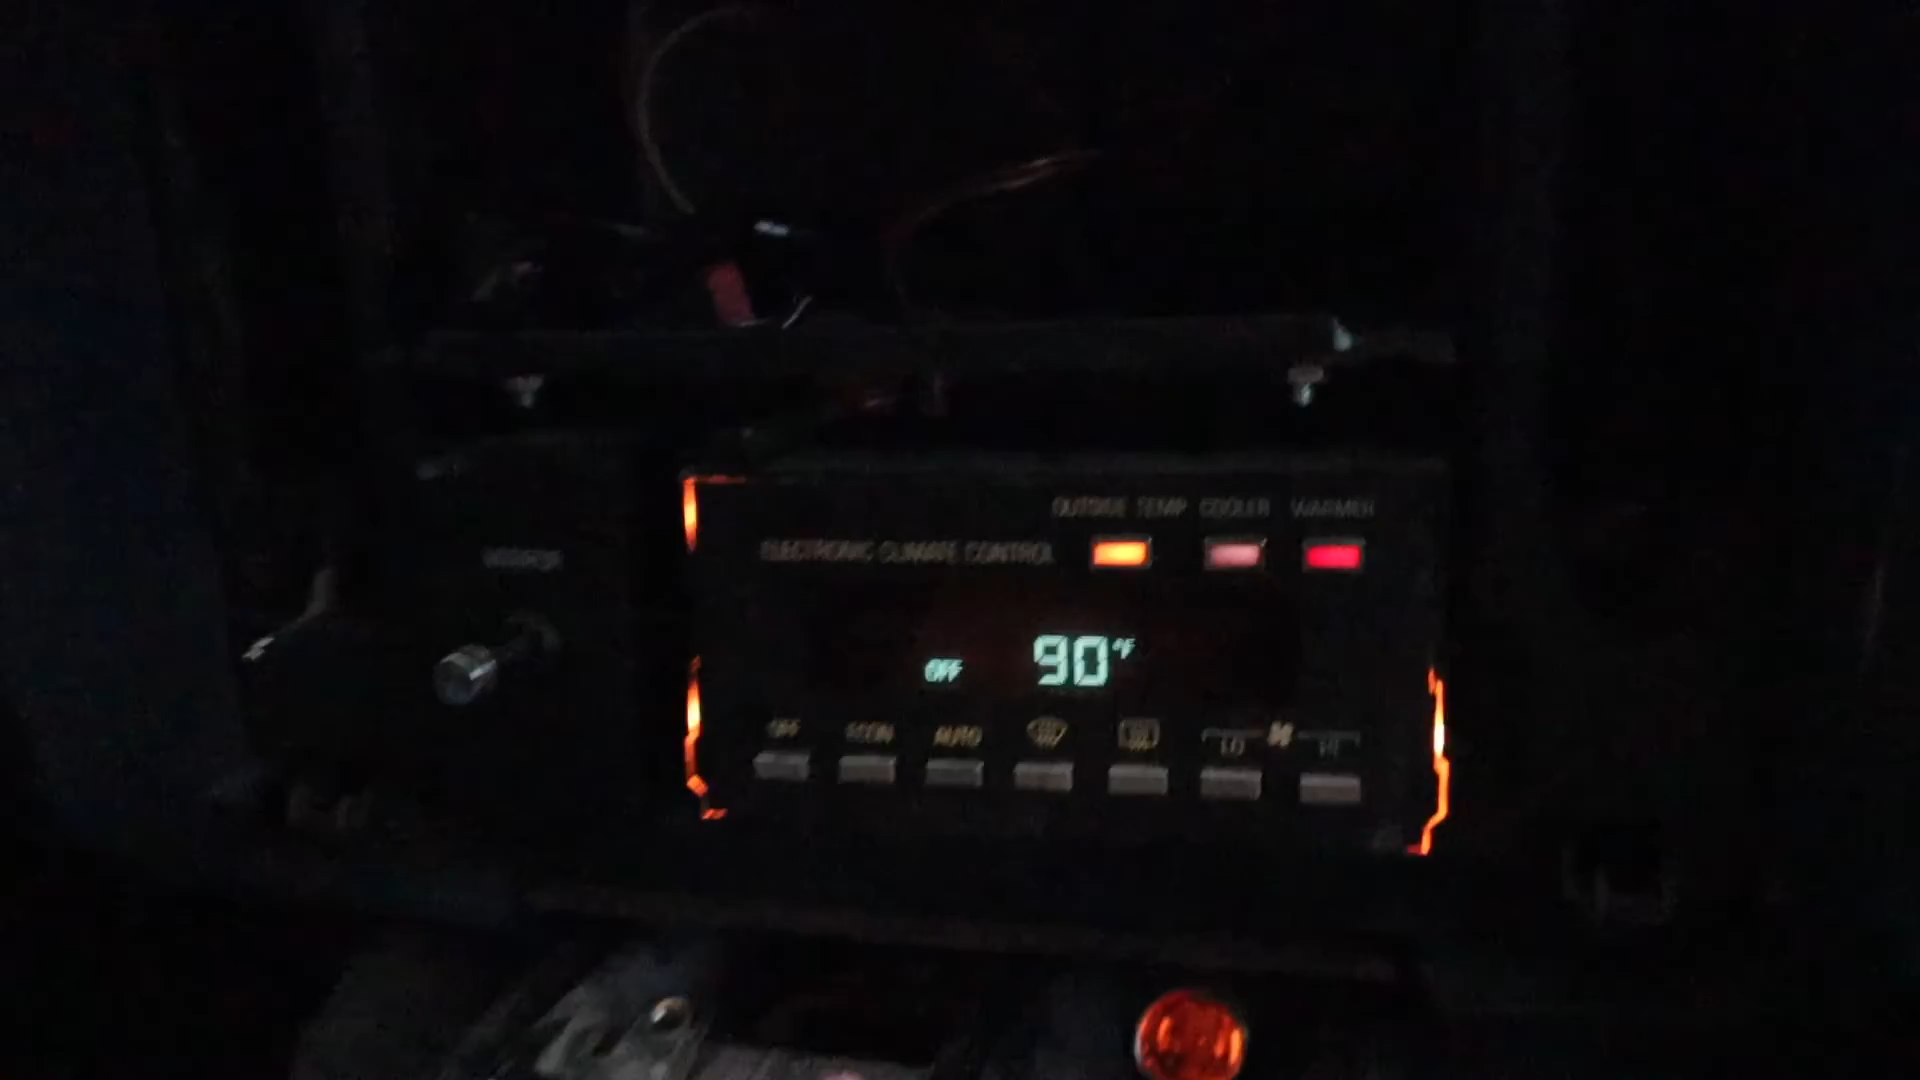 OUTSIDE TEMP COOLER WARMER
ELECTRONIC CLIMATE CONTROL
OFF 90°F
OFF ECON AUTO LO HI